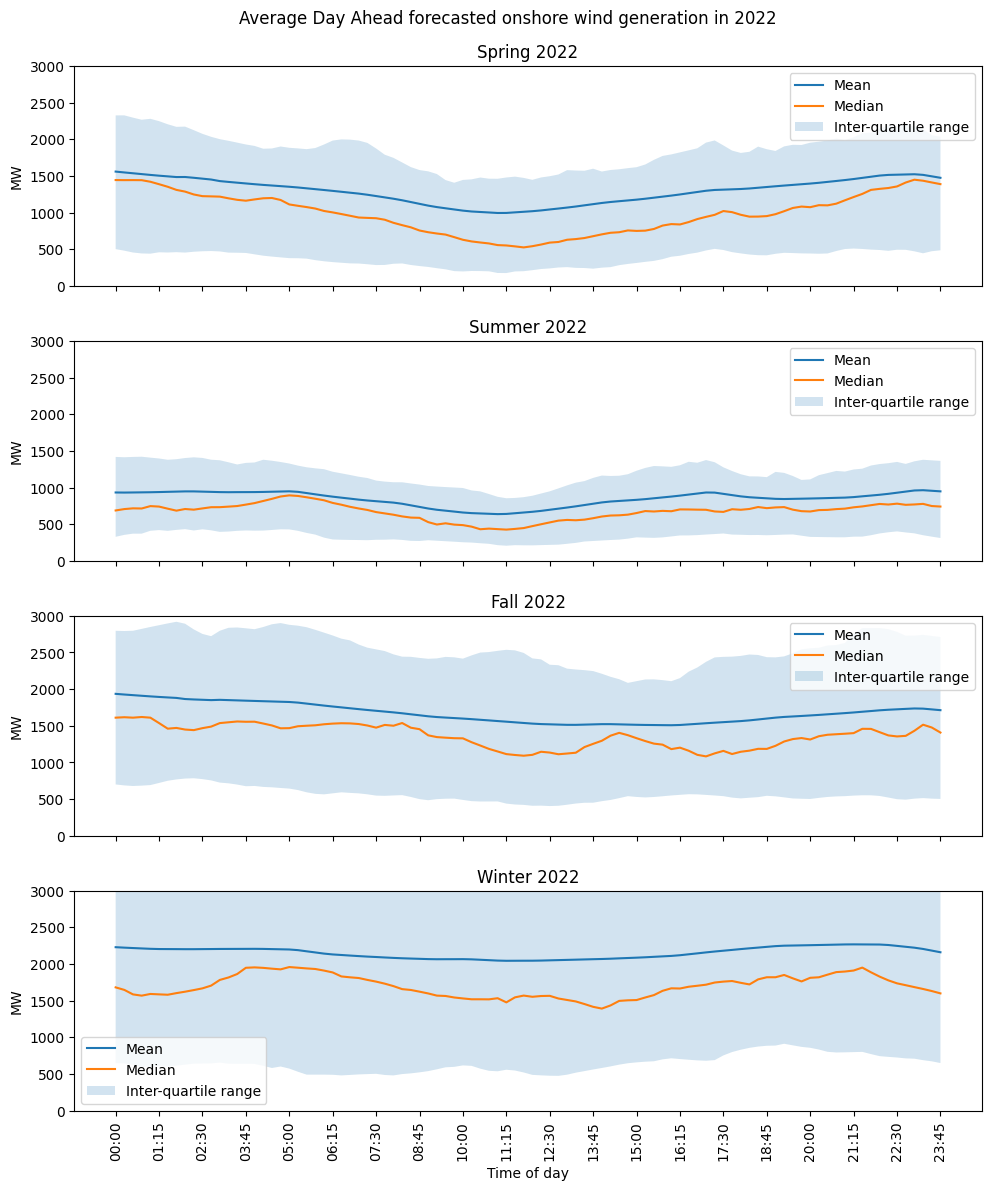 Average Day Ahead forecasted onshore wind generation in 2022
Spring 2022
3000
2500
2000
1500
1000
500
0
MW
Mean
Median
Inter-quartile range
Summer 2022
3000
2500
2000
1500
1000
500
0
MW
Mean
Median
Inter-quartile range
Fall 2022
3000
2500
2000
1500
1000
500
0
MW
Mean
Median
Inter-quartile range
Winter 2022
3000
2500
2000
1500
1000
500
0
MW
Mean
Median
Inter-quartile range
00:00
01:15
02:30
03:45
05:00
06:15
07:30
08:45
10:00
11:15
12:30
13:45
15:00
16:15
17:30
18:45
20:00
21:15
22:30
23:45
Time of day